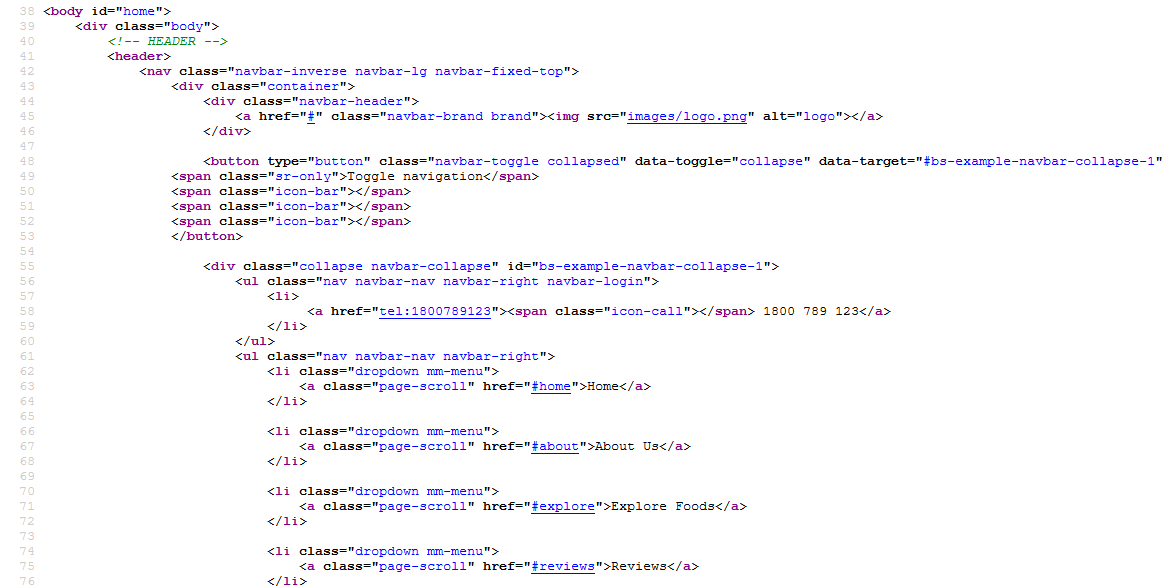 38 <body id="home">
39 <div class="body">
40 <!-- HEADER -->
41 <header>
42 <nav class="navbar-inverse navbar-lg navbar-fixed-top">
43 <div class="container">
44 <div class="navbar-header">
45 <a href="#" class="navbar-brand brand"><img src="images/logo.png" alt="logo"></a>
46 </div>
47
48 <button type="button" class="navbar-toggle collapsed" data-toggle="collapse" data-target="#bs-example-navbar-collapse-1"
49 <span class="sr-only">Toggle navigation</span>
50 <span class="icon-bar"></span>
51 <span class="icon-bar"></span>
52 <span class="icon-bar"></span>
53 </button>
54
55 <div class="collapse navbar-collapse" id="bs-example-navbar-collapse-1">
56 <ul class="nav navbar-nav navbar-right navbar-login">
57 <li>
58 <a href="tel:1800789123"><span class="icon-call"></span> 1800 789 123</a>
59 </li>
60 </ul>
61 <ul class="nav navbar-nav navbar-right">
62 <li class="dropdown mm-menu">
63 <a class="page-scroll" href="#home">Home</a>
64 </li>
65
66 <li class="dropdown mm-menu">
67 <a class="page-scroll" href="#about">About Us</a>
68 </li>
69
70 <li class="dropdown mm-menu">
71 <a class="page-scroll" href="#explore">Explore Foods</a>
72 </li>
73
74 <li class="dropdown mm-menu">
75 <a class="page-scroll" href="#reviews">Reviews</a>
76 </li>